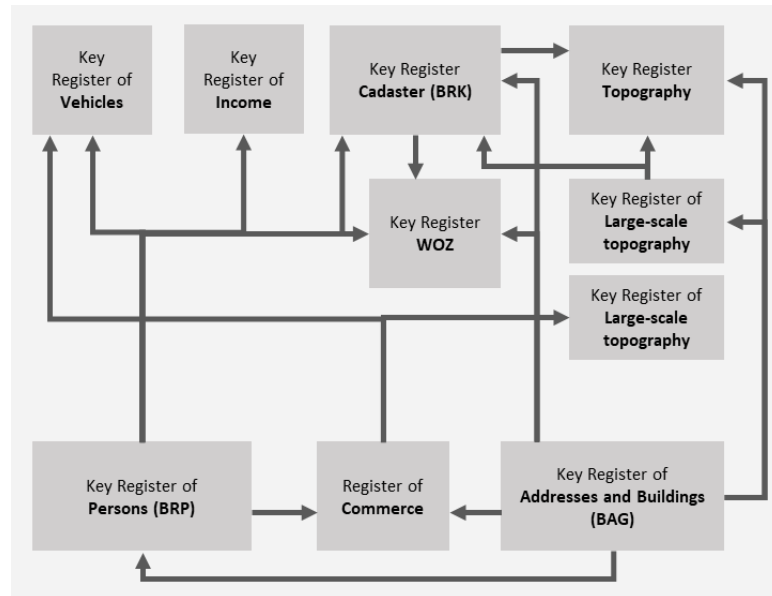 Key
Register of
Vehicles
Key
Register of
Income
Key Register
Cadaster (BRK)
Key Register
Topography
Key Register
WOZ
Key Register of
Large-scale
topography
Key Register of
Large-scale
topography
Key Register of
Persons (BRP)
Register of
Commerce
Key Register of
Addresses and Buildings
(BAG)